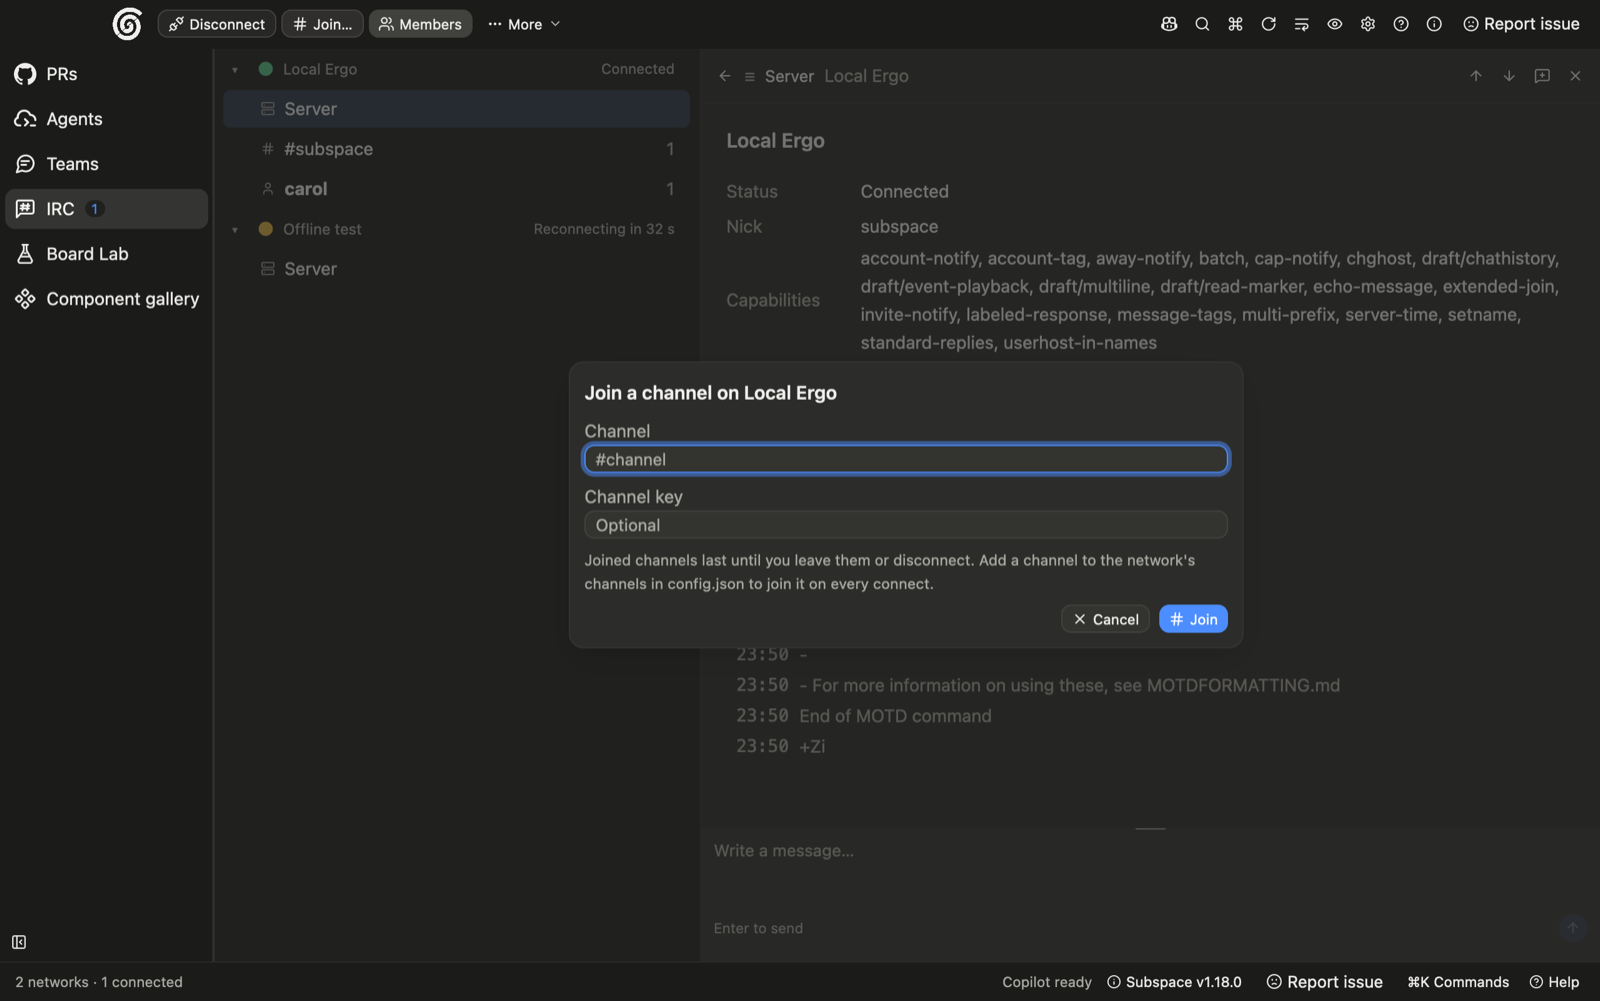 Disconnect
Join...
Members
More
Report issue
PRs
Agents
Teams
IRC 1
Board Lab
Component gallery
Local Ergo Connected
Server
# #subspace 1
carol 1
Offline test Reconnecting in 32 s
Server
Server Local Ergo
Local Ergo
Status Connected
Nick subspace
Capabilities
account-notify, account-tag, away-notify, batch, cap-notify, chghost, draft/chathistory,
draft/event-playback, draft/multiline, draft/read-marker, echo-message, extended-join,
invite-notify, labeled-response, message-tags, multi-prefix, server-time, setname,
standard-replies, userhost-in-names
Join a channel on Local Ergo
Channel
#channel
Channel key
Optional
Joined channels last until you leave them or disconnect. Add a channel to the network's
channels in config.json to join it on every connect.
Cancel
# Join
23:50 -
23:50 - For more information on using these, see MOTDFORMATTING.md
23:50 End of MOTD command
23:50 +Zi
Write a message...
Enter to send
2 networks · 1 connected
Copilot ready
Subspace v1.18.0
Report issue
⌘K Commands
Help